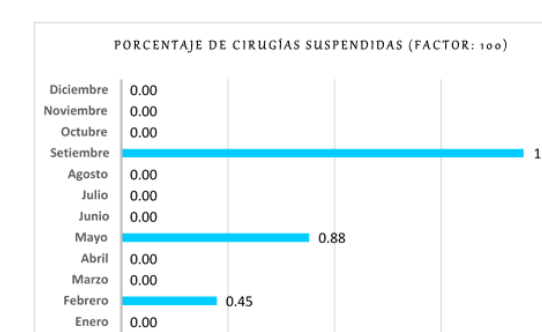 PORCENTAJE DE CIRUGÍAS SUSPENDIDAS (FACTOR: 100)
Diciembre 0.00
Noviembre 0.00
Octubre 0.00
Setiembre 1
Agosto 0.00
Julio 0.00
Junio 0.00
Mayo 0.88
Abril 0.00
Marzo 0.00
Febrero 0.45
Enero 0.00